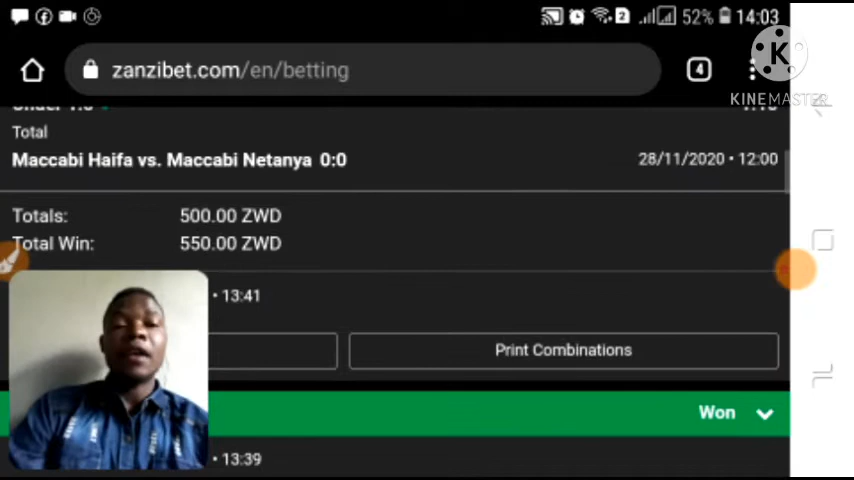 2 52% 14:03
zanzibet.com/en/betting 4
K
KINEMASTER
Total
Maccabi Haifa vs. Maccabi Netanya 0:0 28/11/2020 • 12:00
Totals: 500.00 ZWD
Total Win: 550.00 ZWD
• 13:41
Print Combinations
Won
• 13:39